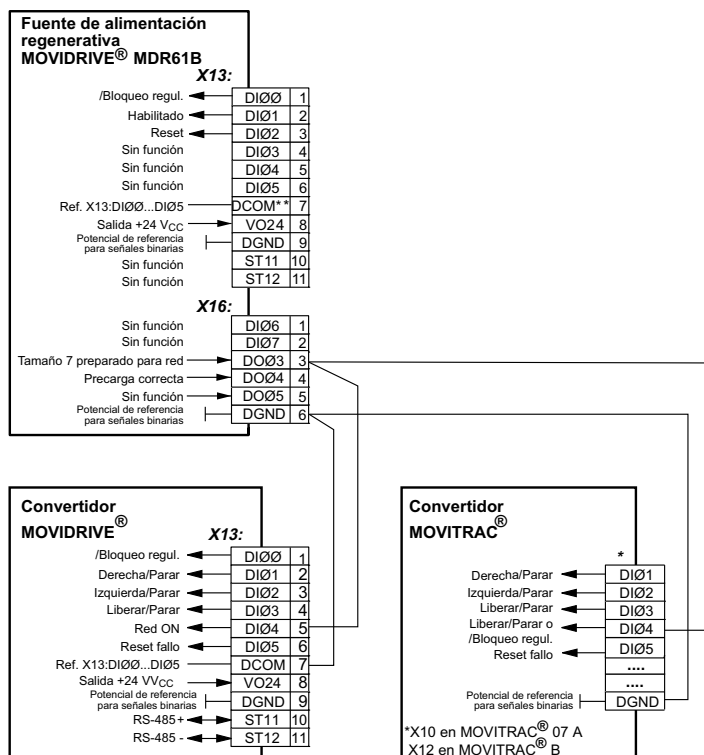 Fuente de alimentación
regenerativa
MOVIDRIVE® MDR61B
X13:
/Bloqueo regul. DIØØ 1
Habilitado DIØ1 2
Reset DIØ2 3
Sin función DIØ3 4
Sin función DIØ4 5
Sin función DIØ5 6
Ref. X13:DIØØ...DIØ5 DCOM** 7
Salida +24 VCC VO24 8
Potencial de referencia
para señales binarias DGND 9
Sin función ST11 10
Sin función ST12 11
X16:
Sin función DIØ6 1
Sin función DIØ7 2
Tamaño 7 preparado para red DOØ3 3
Precarga correcta DOØ4 4
Sin función DOØ5 5
Potencial de referencia
para señales binarias DGND 6
Convertidor
MOVIDRIVE®
X13:
/Bloqueo regul. DIØØ 1
Derecha/Parar DIØ1 2
Izquierda/Parar DIØ2 3
Liberar/Parar DIØ3 4
Red ON DIØ4 5
Reset fallo DIØ5 6
Ref. X13:DIØØ...DIØ5 DCOM 7
Salida +24 VVCC VO24 8
Potencial de referencia
para señales binarias DGND 9
RS-485+ ST11 10
RS-485 - ST12 11
Convertidor
MOVITRAC®
*
Derecha/Parar DIØ1
Izquierda/Parar DIØ2
Liberar/Parar DIØ3
Liberar/Parar o DIØ4
/Bloqueo regul.
Reset fallo DIØ5
....
....
Potencial de referencia
para señales binarias DGND
*X10 en MOVITRAC® 07 A
X12 en MOVITRAC® B